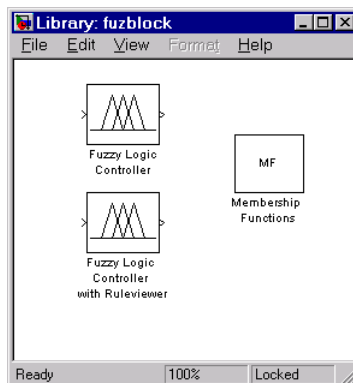 Library: fuzblock
File Edit View Format Help
Fuzzy Logic
Controller
MF
Membership
Functions
Fuzzy Logic
Controller
with Ruleviewer
Ready 100% Locked